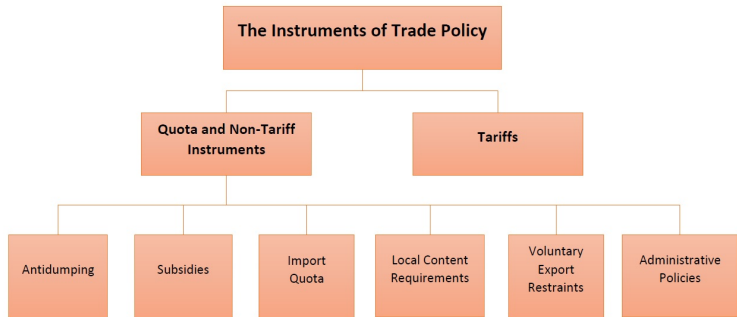 The Instruments of Trade Policy
Quota and Non-Tariff
Instruments
Tariffs
Antidumping
Subsidies
Import
Quota
Local Content
Requirements
Voluntary
Export
Restraints
Administrative
Policies